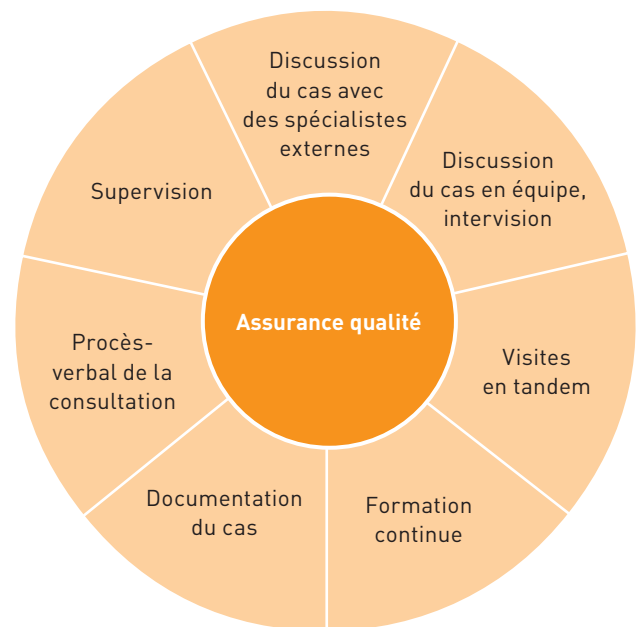 Discussion
du cas avec
des spécialistes
externes
Discussion
du cas en équipe,
intervision
Visites
en tandem
Formation
continue
Documentation
du cas
Procès-
verbal de la
consultation
Supervision
Assurance qualité